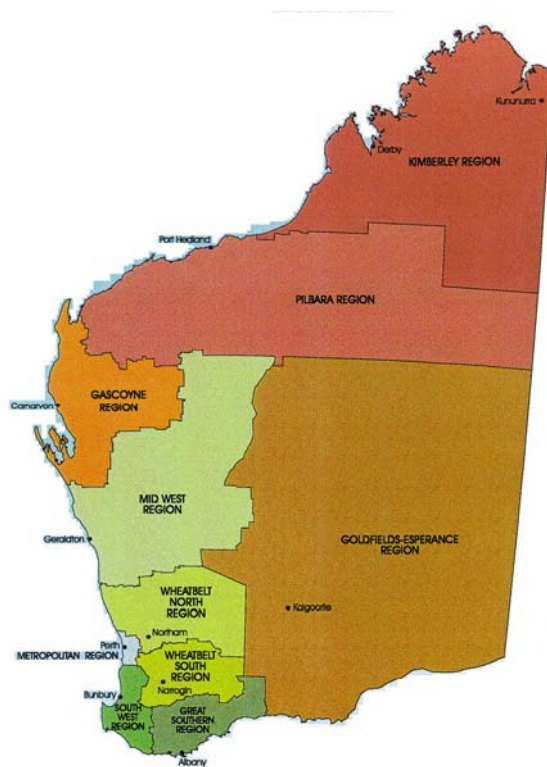 Kununurra
Derby
KIMBERLEY REGION
Port Hedland
PILBARA REGION
GASCOYNE
REGION
Carnarvon
MID WEST
REGION
Geraldton
GOLDFIELDS-ESPERANCE
REGION
WHEATBELT
NORTH
REGION
Kalgoorlie
Northam
Perth
METROPOLITAN REGION
WHEATBELT
SOUTH
REGION
Narrogin
Bunbury
SOUTH
WEST
REGION
GREAT
SOUTHERN
REGION
Albany